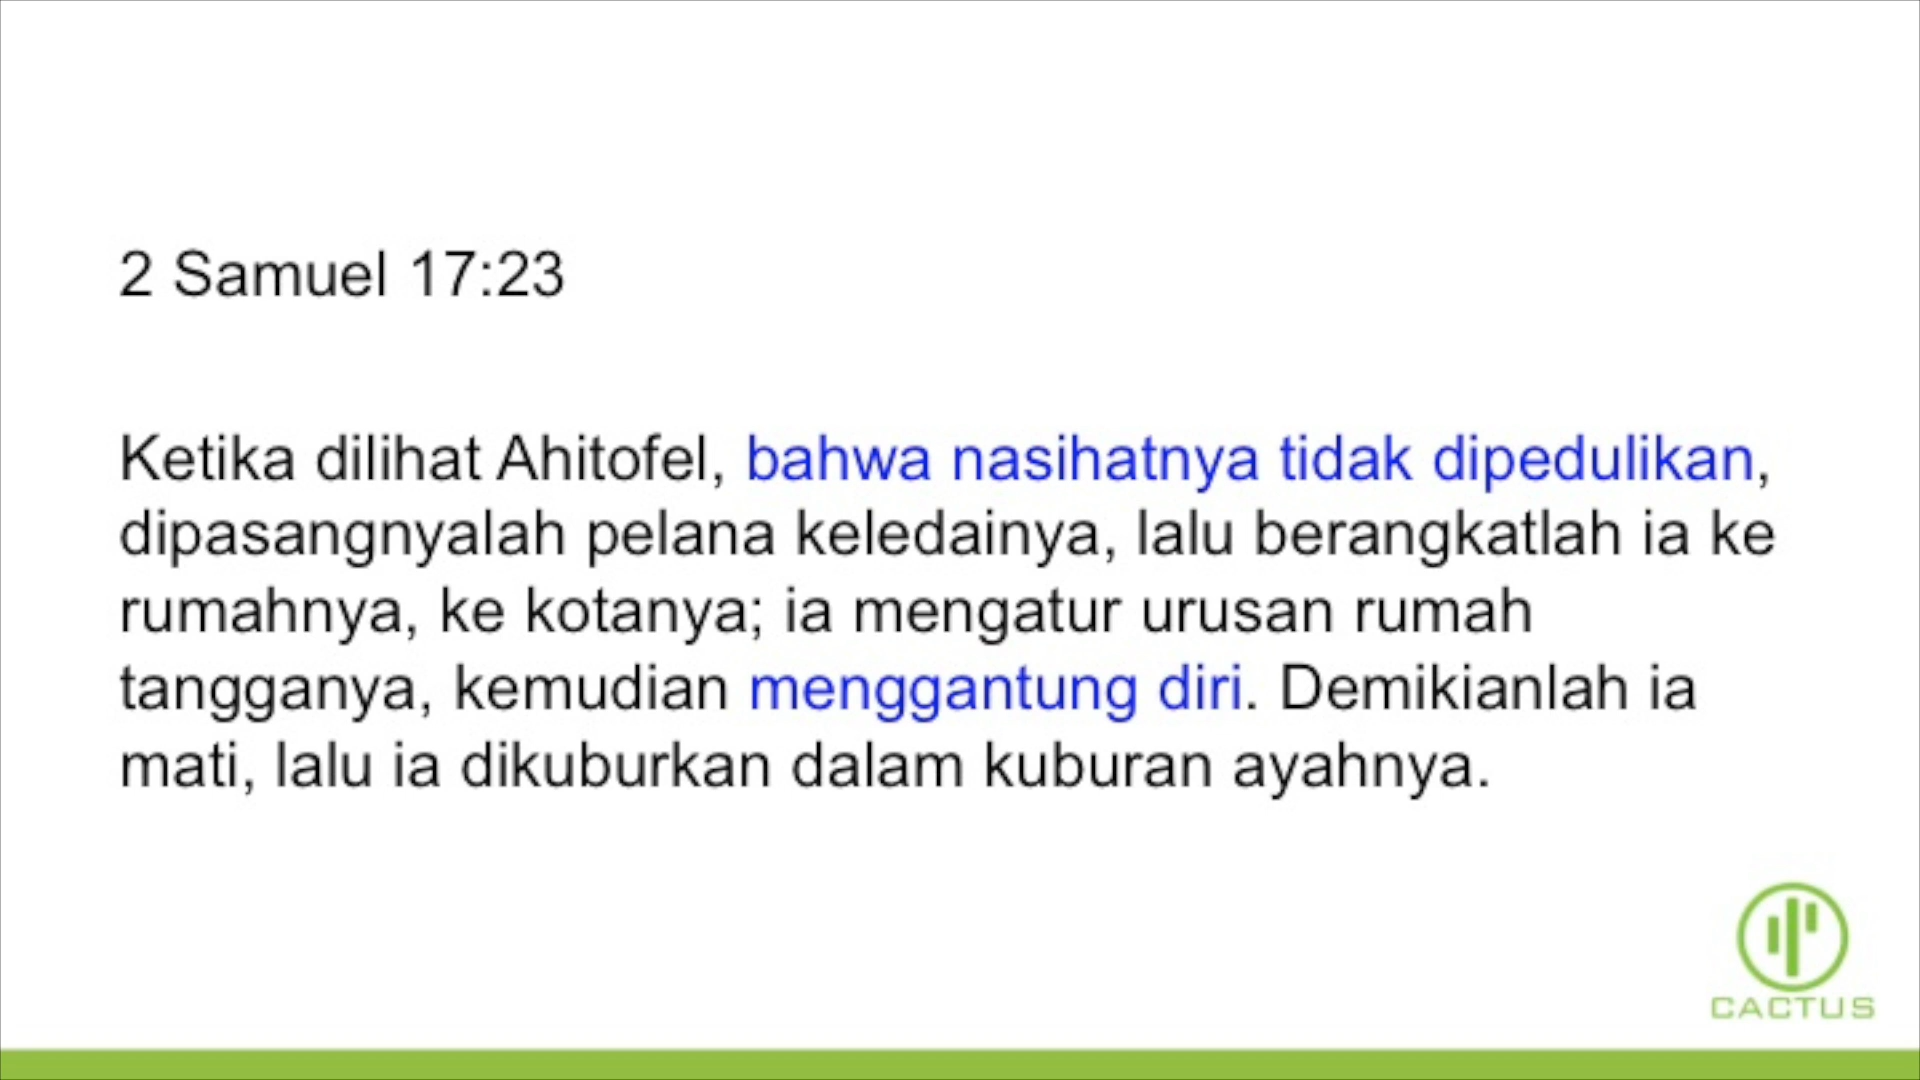 2 Samuel 17:23
Ketika dilihat Ahitofel, bahwa nasihatnya tidak dipedulikan,
dipasangnyalah pelana keledainya, lalu berangkatlah ia ke
rumahnya, ke kotanya; ia mengatur urusan rumah
tangganya, kemudian menggantung diri. Demikianlah ia
mati, lalu ia dikuburkan dalam kuburan ayahnya.
CACTUS